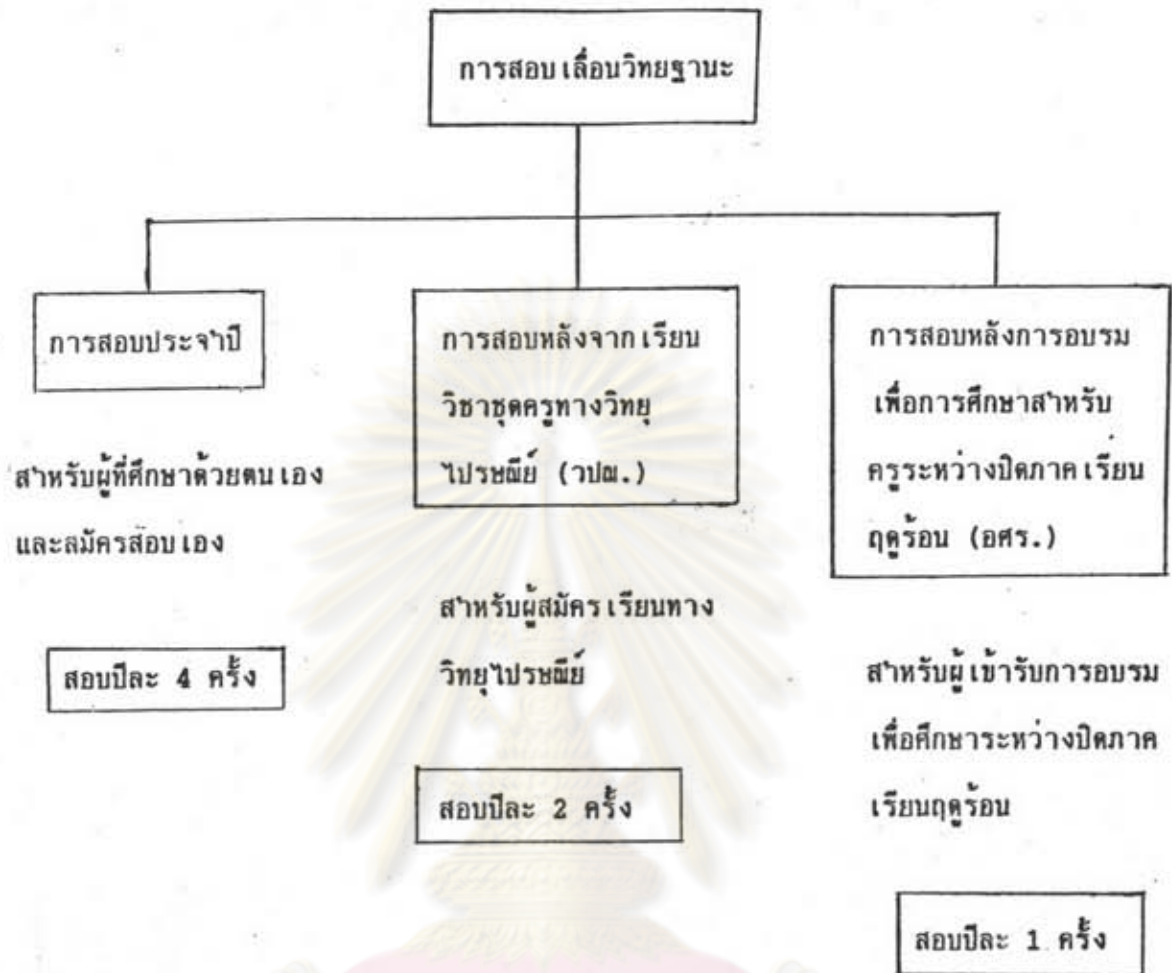 การสอบเลื่อนวิทยฐานะ
การสอบประจำปี
สำหรับผู้ที่ศึกษาด้วยตนเอง
และสมัครสอบเอง
สอบปีละ 4 ครั้ง
การสอบหลังจากเรียน
วิชาชุดครูทางวิทยุ
ไปรษณีย์ (วปณ.)
สำหรับผู้สมัครเรียนทาง
วิทยุไปรษณีย์
สอบปีละ 2 ครั้ง
การสอบหลังการอบรม
เพื่อการศึกษาสำหรับ
ครูระหว่างปิดภาคเรียน
ฤดูร้อน (อศร.)
สำหรับผู้เข้ารับการอบรม
เพื่อศึกษาระหว่างปิดภาค
เรียนฤดูร้อน
สอบปีละ 1 ครั้ง